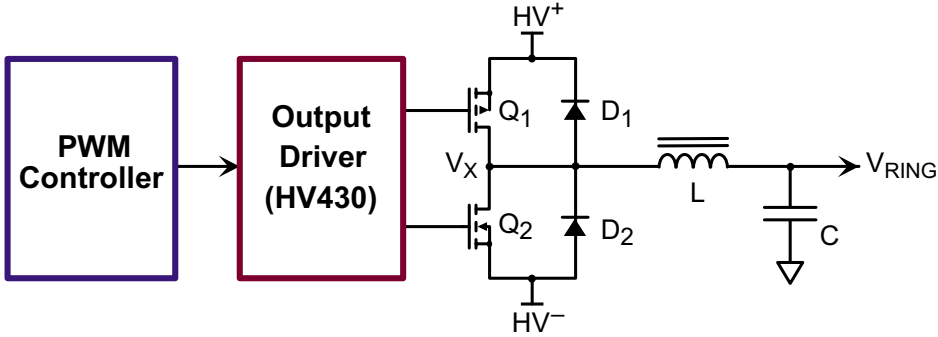 HV+
PWM
Controller
Output
Driver
(HV430)
Q1
D1
VX
L
VRING
Q2
D2
C
HV–